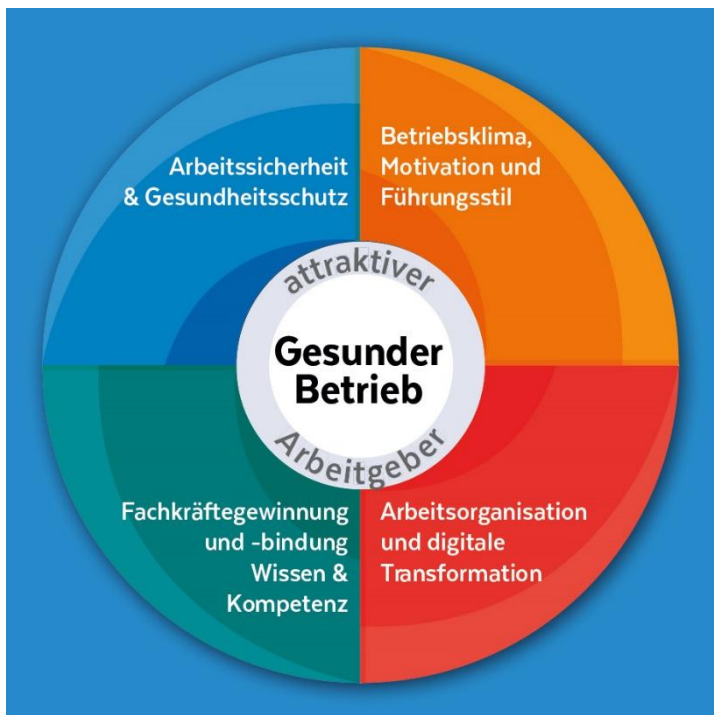 Arbeitssicherheit
& Gesundheitsschutz
Betriebsklima,
Motivation und
Führungsstil
attraktiver
Gesunder
Betrieb
Arbeitgeber
Fachkräftegewinnung
und -bindung
Wissen &
Kompetenz
Arbeitsorganisation
und digitale
Transformation